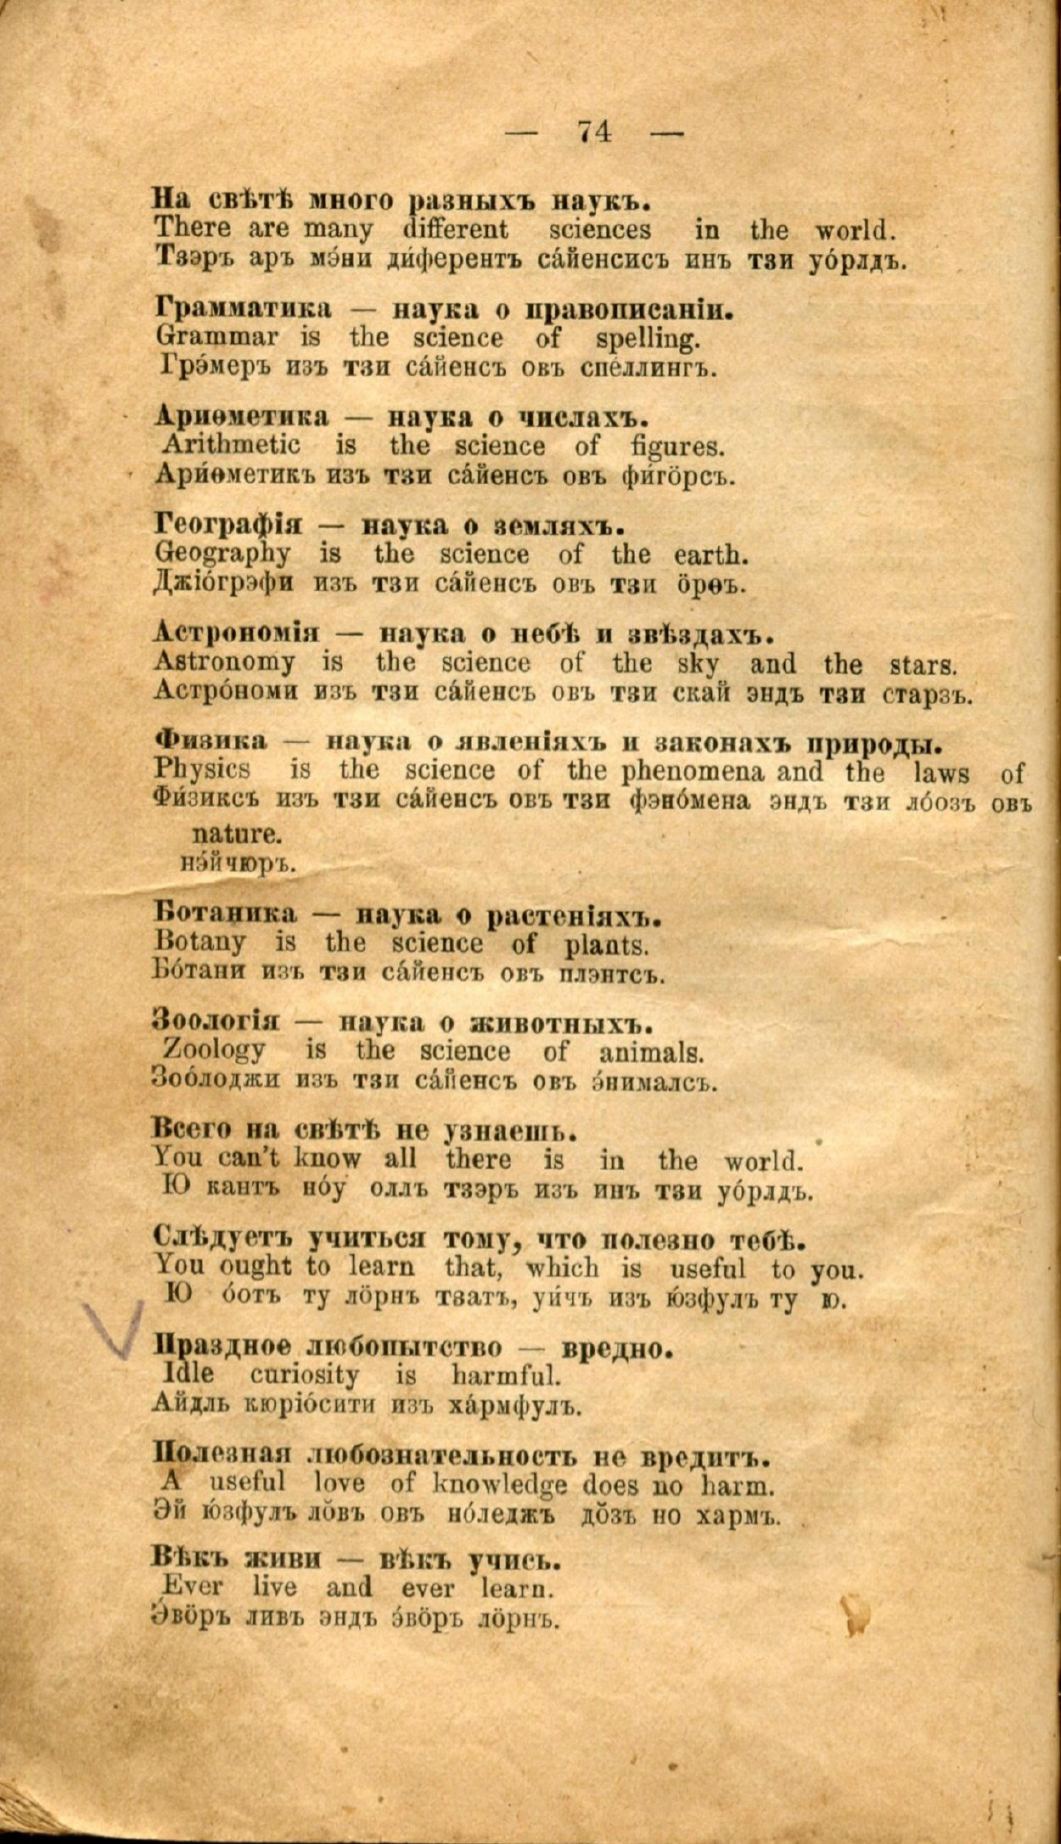 — 74 —
На свѣтѣ много разныхъ наукъ.
There are many different sciences in the world.
Тзэръ аръ мэ́ни ди́ферентъ са́йенсисъ инъ тзи уо́рлдъ.
Грамматика — наука о правописаніи.
Grammar is the science of spelling.
Грэ́меръ изъ тзи са́йенсъ овъ спе́ллингъ.
Ариѳметика — наука о числахъ.
Arithmetic is the science of figures.
Ари́ѳметикъ изъ тзи са́йенсъ овъ фи́гӧрсъ.
Географія — наука о земляхъ.
Geography is the science of the earth.
Джіо́грэфи изъ тзи са́йенсъ овъ тзи ӧрѳъ.
Астрономія — наука о небѣ и звѣздахъ.
Astronomy is the science of the sky and the stars.
Астро́номи изъ тзи са́йенсъ овъ тзи скай эндъ тзи старзъ.
Физика — наука о явленіяхъ и законахъ природы.
Physics is the science of the phenomena and the laws of
Фи́зиксъ изъ тзи са́йенсъ овъ тзи фэно́мена эндъ тзи ло́озъ овъ
nature.
нэ́йчюръ.
Ботаника — наука о растеніяхъ.
Botany is the science of plants.
Бо́тани изъ тзи са́йенсъ овъ плэнтсъ.
Зоологія — наука о животныхъ.
Zoology is the science of animals.
Зоо́лоджи изъ тзи са́йенсъ овъ э́нималсъ.
Всего на свѣтѣ не узнаешь.
You can't know all there is in the world.
Ю кантъ но́у оллъ тзэръ изъ инъ тзи уо́рлдъ.
Слѣдуетъ учиться тому, что полезно тебѣ.
You ought to learn that, which is useful to you.
Ю о́отъ ту лӧрнъ тзатъ, уи́чъ изъ ю́зфулъ ту ю.
Праздное любопытство — вредно.
Idle curiosity is harmful.
Айдль кюріо́сити изъ ха́рмфулъ.
Полезная любознательность не вредитъ.
A useful love of knowledge does no harm.
Эй ю́зфулъ лӧвъ овъ но́леджъ дӧзъ но хармъ.
Вѣкъ живи — вѣкъ учись.
Ever live and ever learn.
Э́вӧръ ливъ эндъ э́вӧръ лӧрнъ.